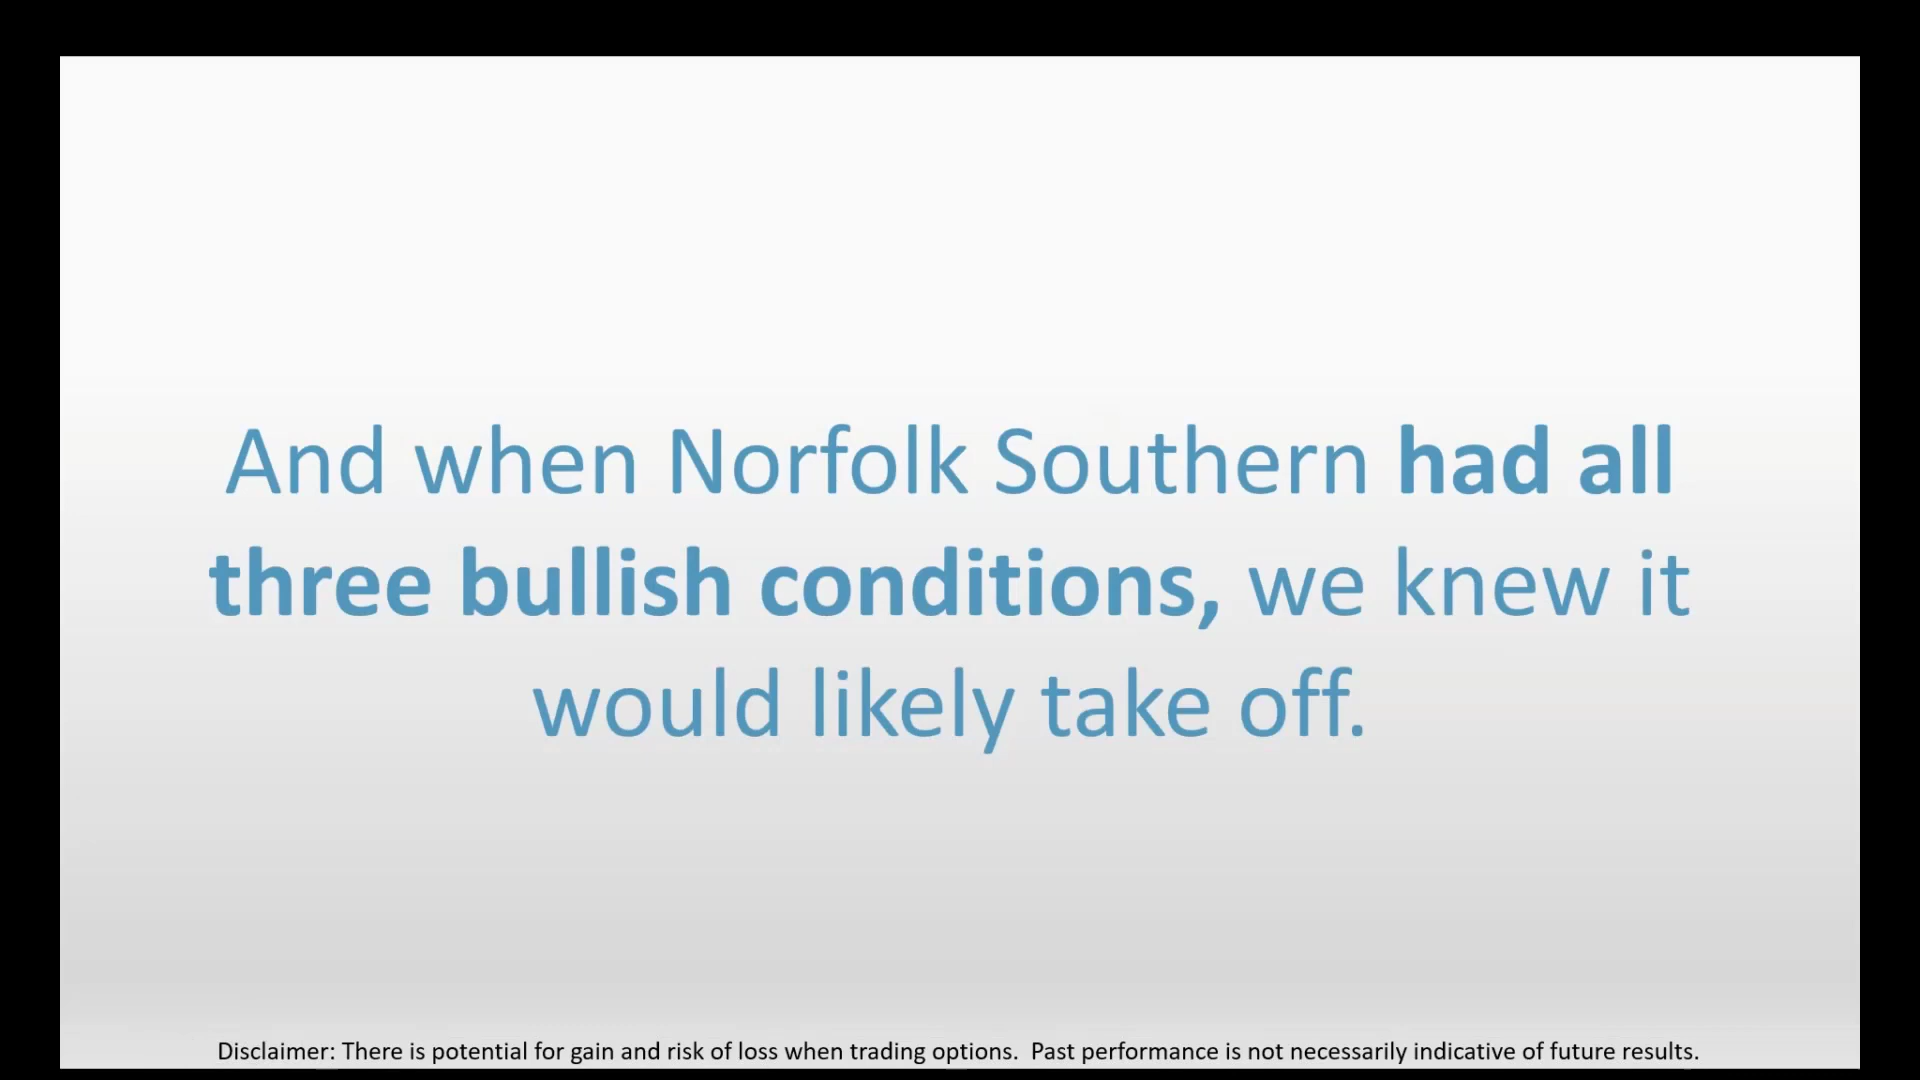 And when Norfolk Southern had all
three bullish conditions, we knew it
would likely take off.
Disclaimer: There is potential for gain and risk of loss when trading options.  Past performance is not necessarily indicative of future results.